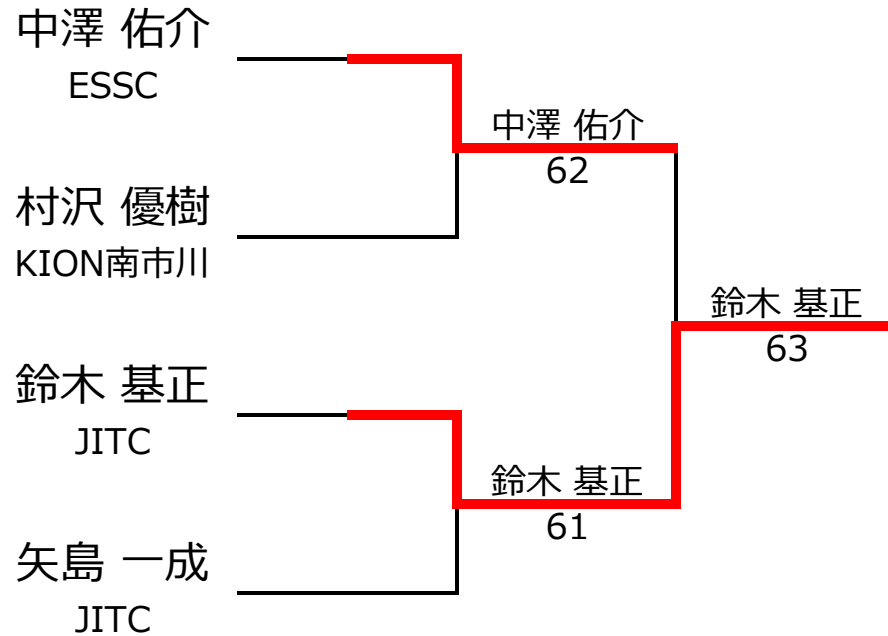 中澤 佑介
ESSC
村沢 優樹
KION南市川
鈴木 基正
JITC
矢島 一成
JITC
中澤 佑介
62
鈴木 基正
61
鈴木 基正
63